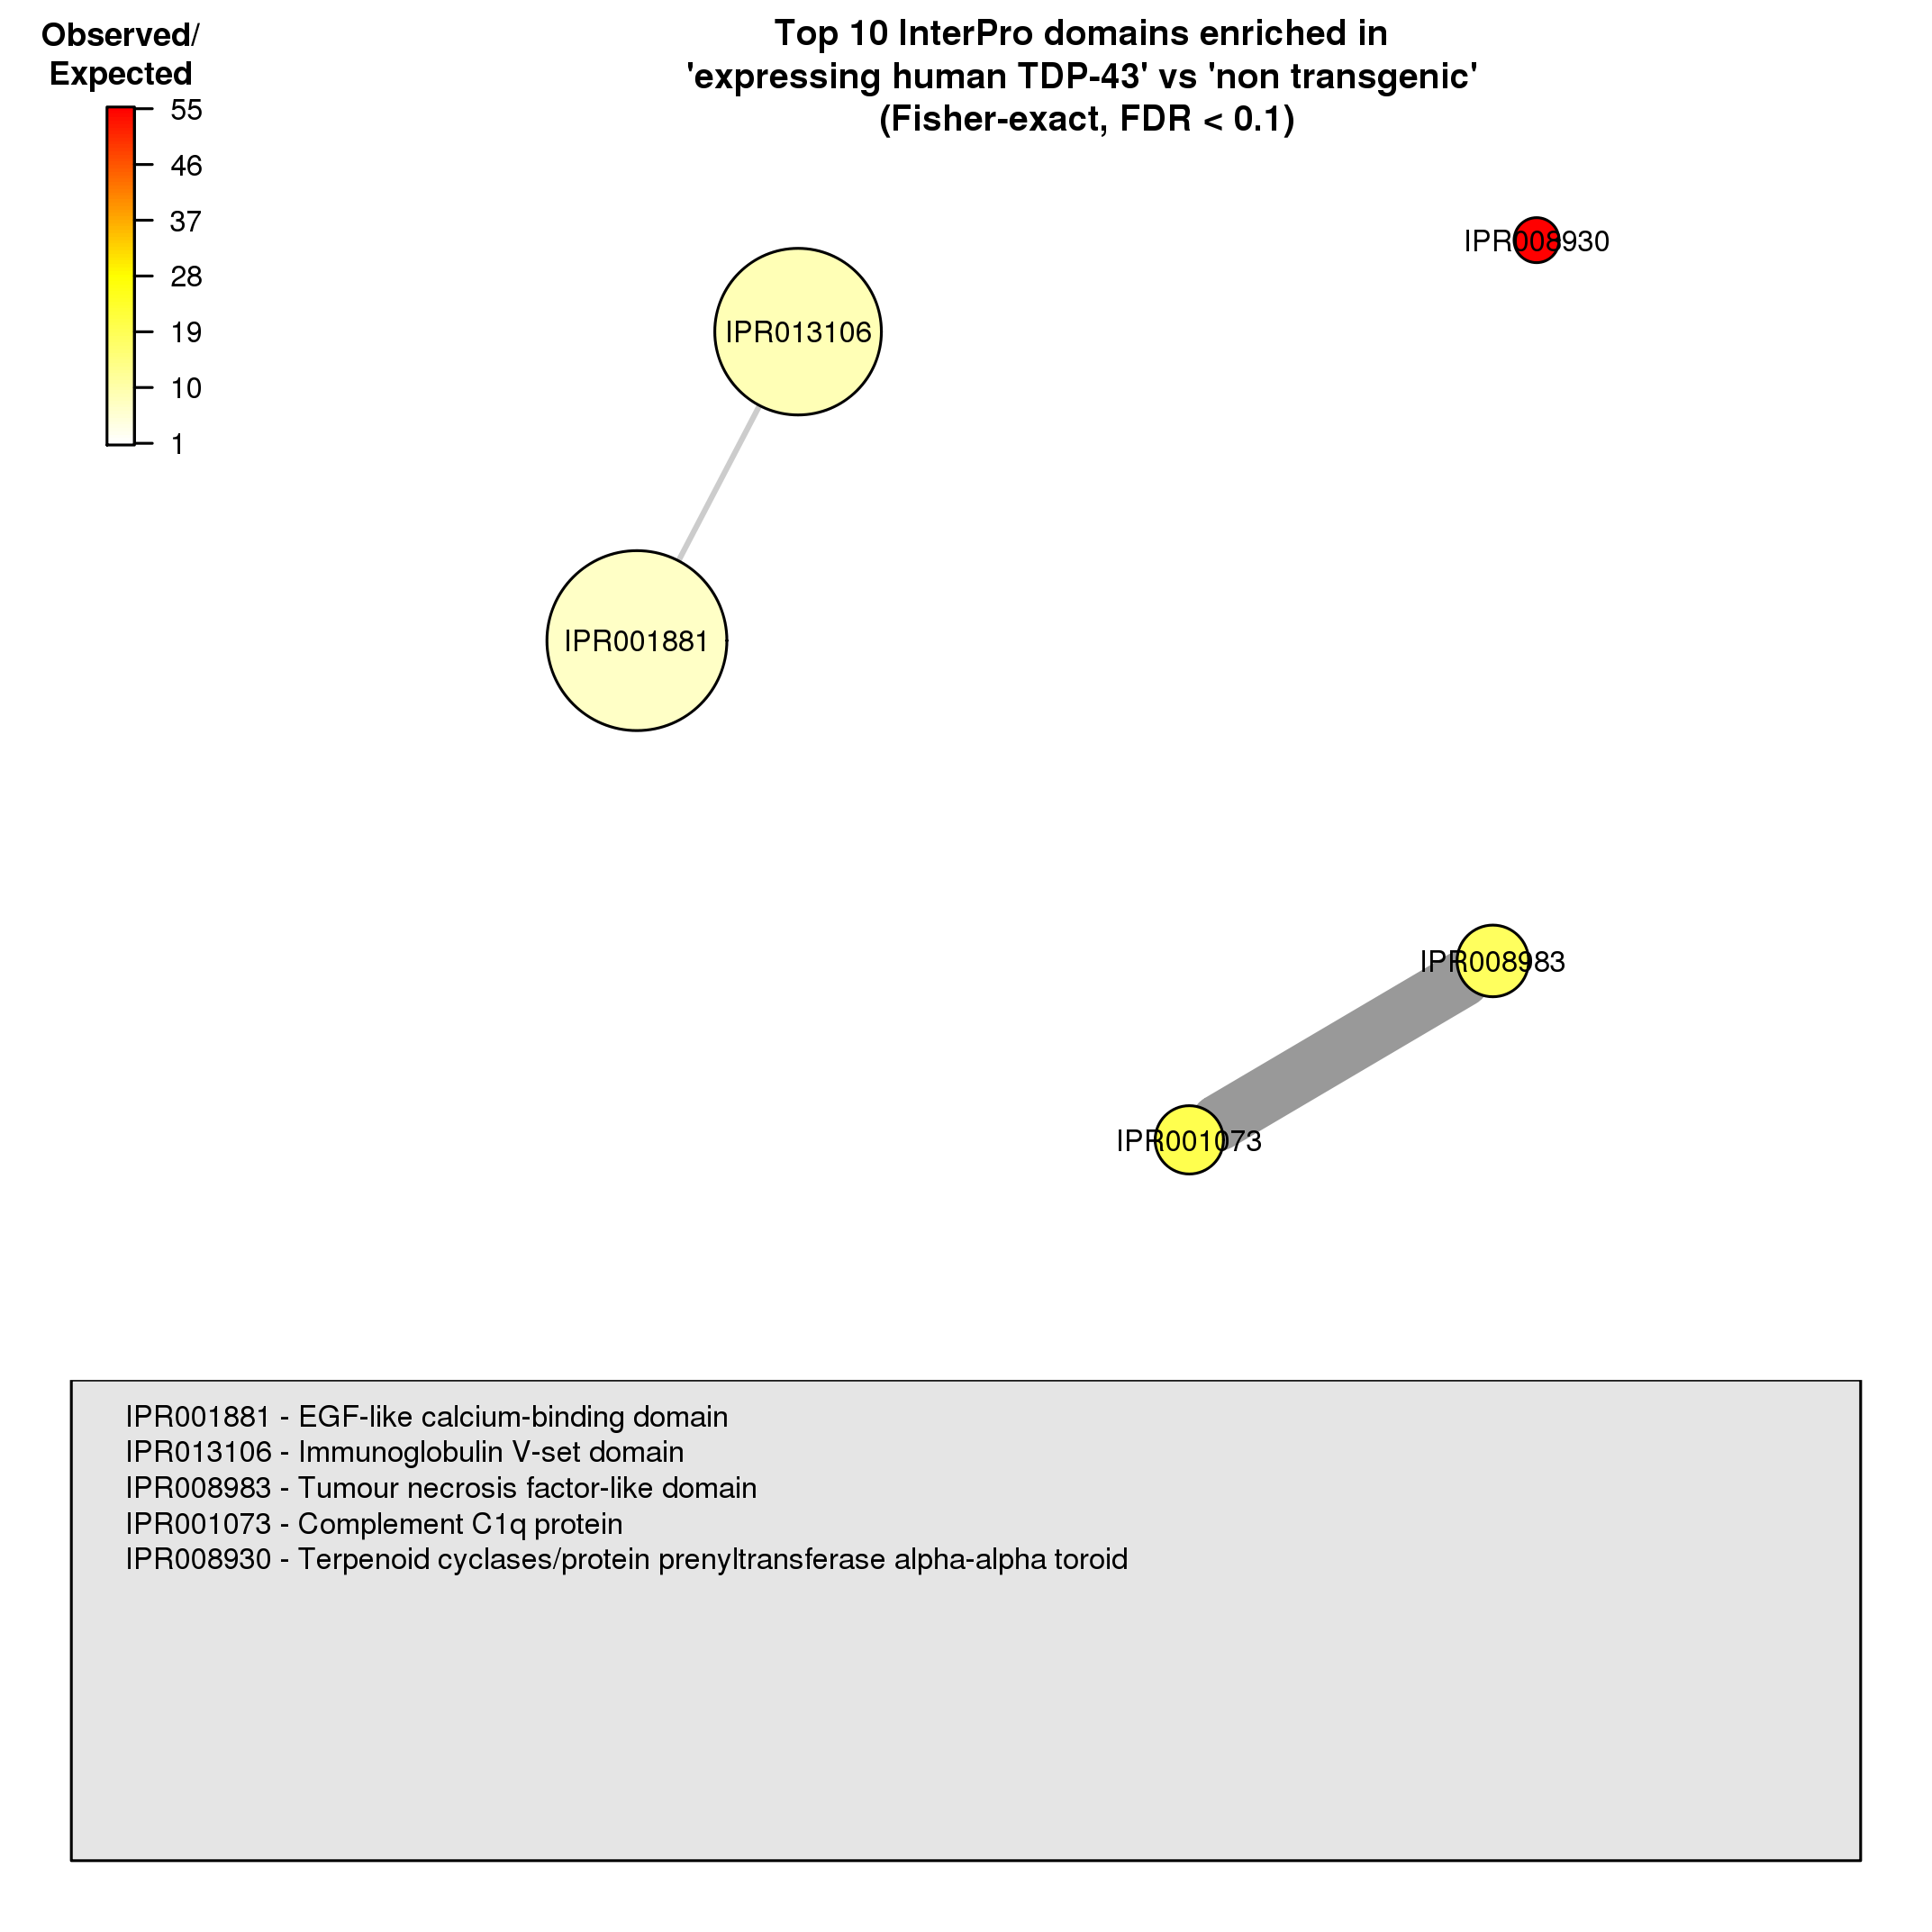 Observed/
Expected
55
46
37
28
19
10
1
Top 10 InterPro domains enriched in
'expressing human TDP-43' vs 'non transgenic'
(Fisher-exact, FDR < 0.1)
IPR008930
IPR013106
IPR001881
IPR008983
IPR001073
IPR001881 - EGF-like calcium-binding domain
IPR013106 - Immunoglobulin V-set domain
IPR008983 - Tumour necrosis factor-like domain
IPR001073 - Complement C1q protein
IPR008930 - Terpenoid cyclases/protein prenyltransferase alpha-alpha toroid